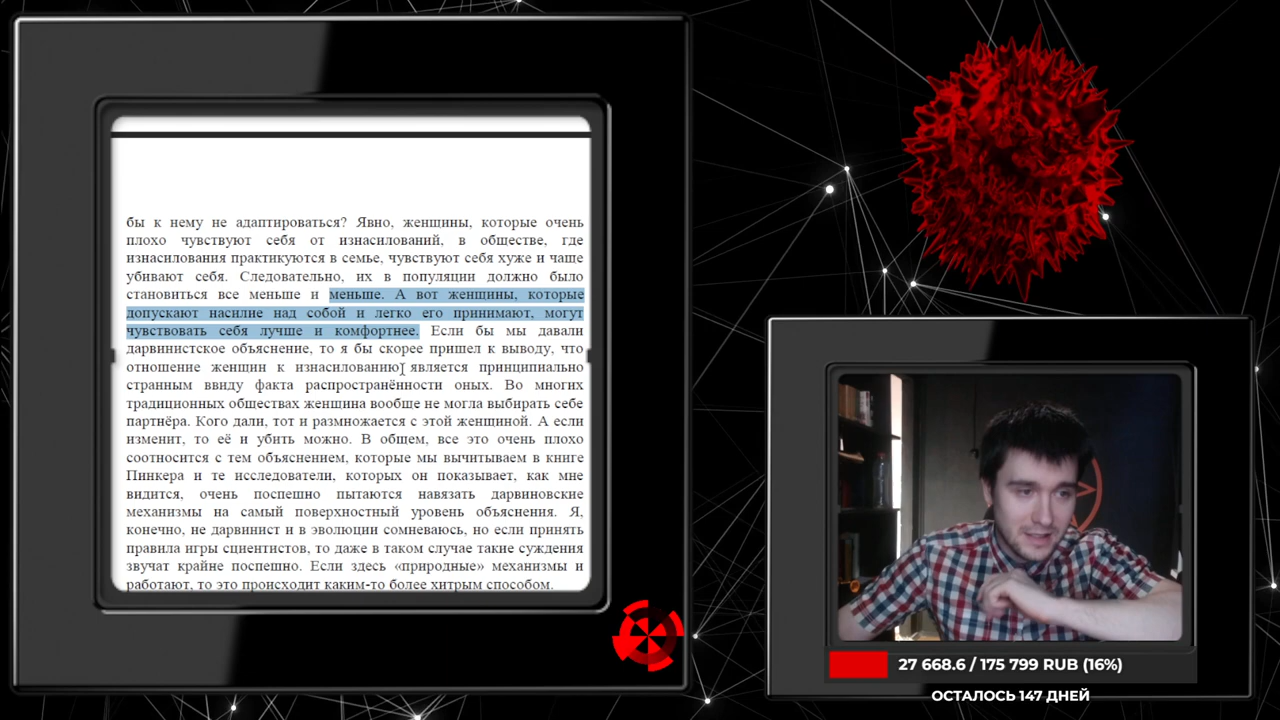 бы к нему не адаптироваться? Явно, женщины, которые очень
плохо чувствуют себя от изнасилований, в обществе, где
изнасилования практикуются в семье, чувствуют себя хуже и чаще
убивают себя. Следовательно, их в популяции должно было
становиться все меньше и меньше. А вот женщины, которые
допускают насилие над собой и легко его принимают, могут
чувствовать себя лучше и комфортнее. Если бы мы давали
дарвинистское объяснение, то я бы скорее пришел к выводу, что
отношение женщин к изнасилованию является принципиально
странным ввиду факта распространённости оных. Во многих
традиционных обществах женщина вообще не могла выбирать себе
партнёра. Кого дали, тот и размножается с этой женщиной. А если
изменит, то её и убить можно. В общем, все это очень плохо
соотносится с тем объяснением, которые мы вычитываем в книге
Пинкера и те исследователи, которых он показывает, как мне
видится, очень поспешно пытаются навязать дарвиновские
механизмы на самый поверхностный уровень объяснения. Я,
конечно, не дарвинист и в эволюции сомневаюсь, но если принять
правила игры сциентистов, то даже в таком случае такие суждения
звучат крайне поспешно. Если здесь «природные» механизмы и
работают, то это происходит каким-то более хитрым способом.
27 668.6 / 175 799 RUB (16%)
ОСТАЛОСЬ 147 ДНЕЙ